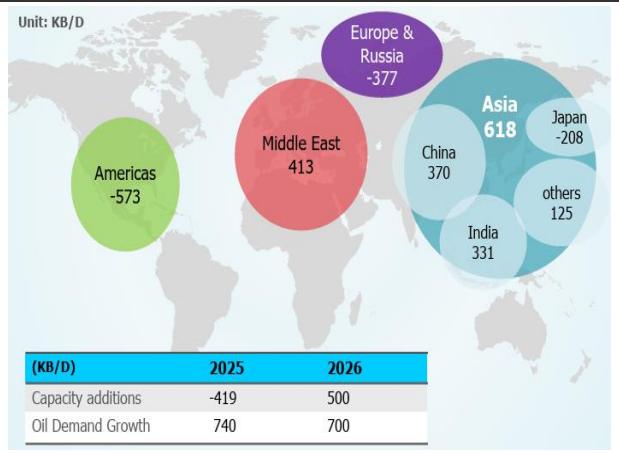 Unit: KB/D
Europe &
Russia
-377
Asia
618
Japan
-208
Middle East
413
China
370
Americas
-573
others
125
India
331
(KB/D) 2025 2026
Capacity additions -419 500
Oil Demand Growth 740 700